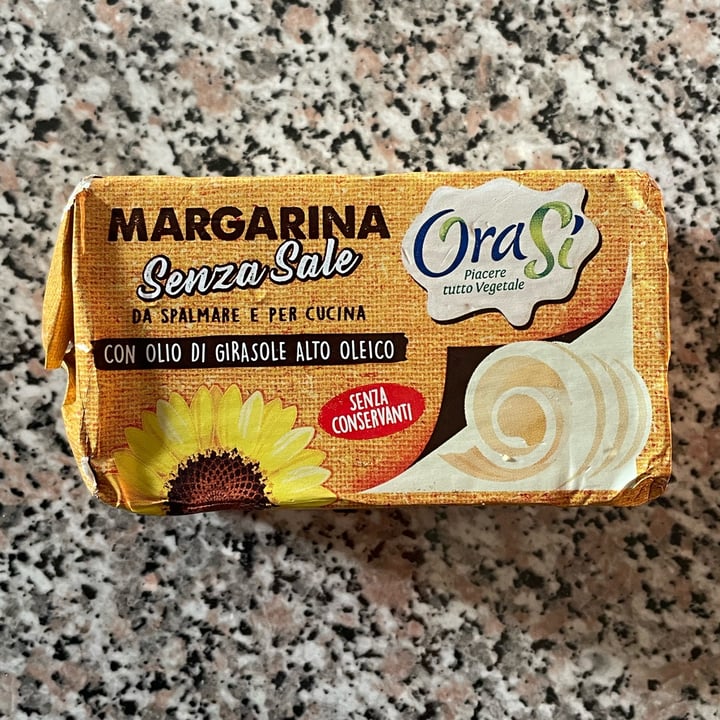 MARGARINA
Senza Sale
DA SPALMARE E PER CUCINA
CON OLIO DI GIRASOLE ALTO OLEICO
SENZA
CONSERVANTI
OraSì
Piacere
tutto Vegetale